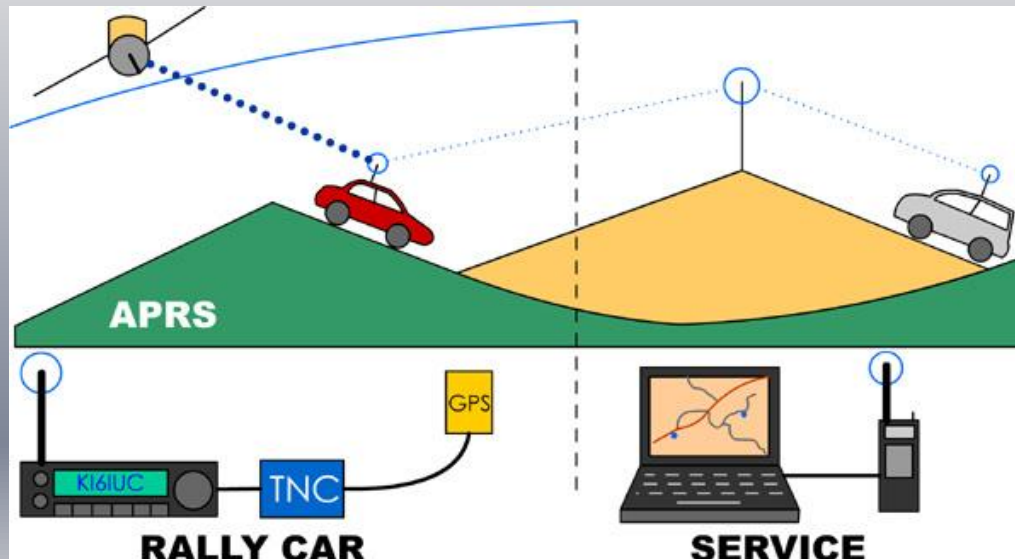 APRS
GPS
KI6IUC
TNC
RALLY CAR
SERVICE